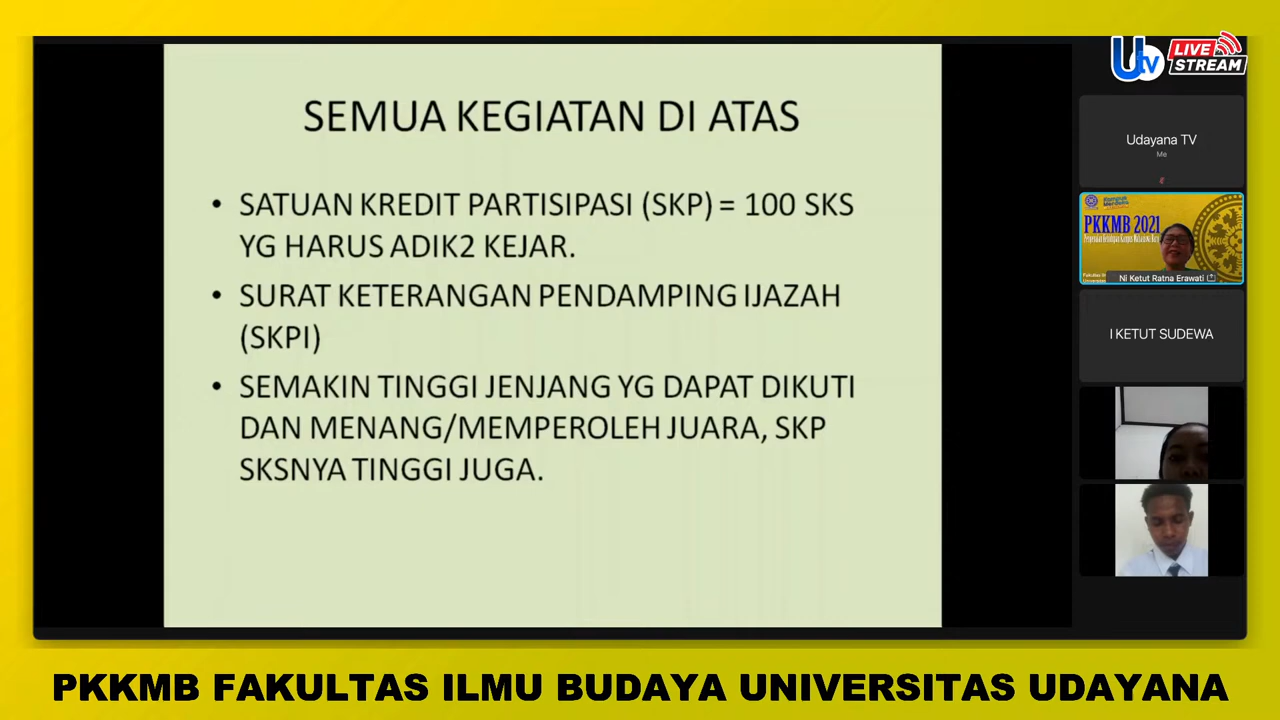 SEMUA KEGIATAN DI ATAS
• SATUAN KREDIT PARTISIPASI (SKP) = 100 SKS
YG HARUS ADIK2 KEJAR.
• SURAT KETERANGAN PENDAMPING IJAZAH
(SKPI)
• SEMAKIN TINGGI JENJANG YG DAPAT DIKUTI
DAN MENANG/MEMPEROLEH JUARA, SKP
SKSNYA TINGGI JUGA.
U tv
LIVE
STREAM
Udayana TV
Me
PKKMB 2021
Ni Ketut Ratna Erawati
I KETUT SUDEWA
PKKMB FAKULTAS ILMU BUDAYA UNIVERSITAS UDAYANA